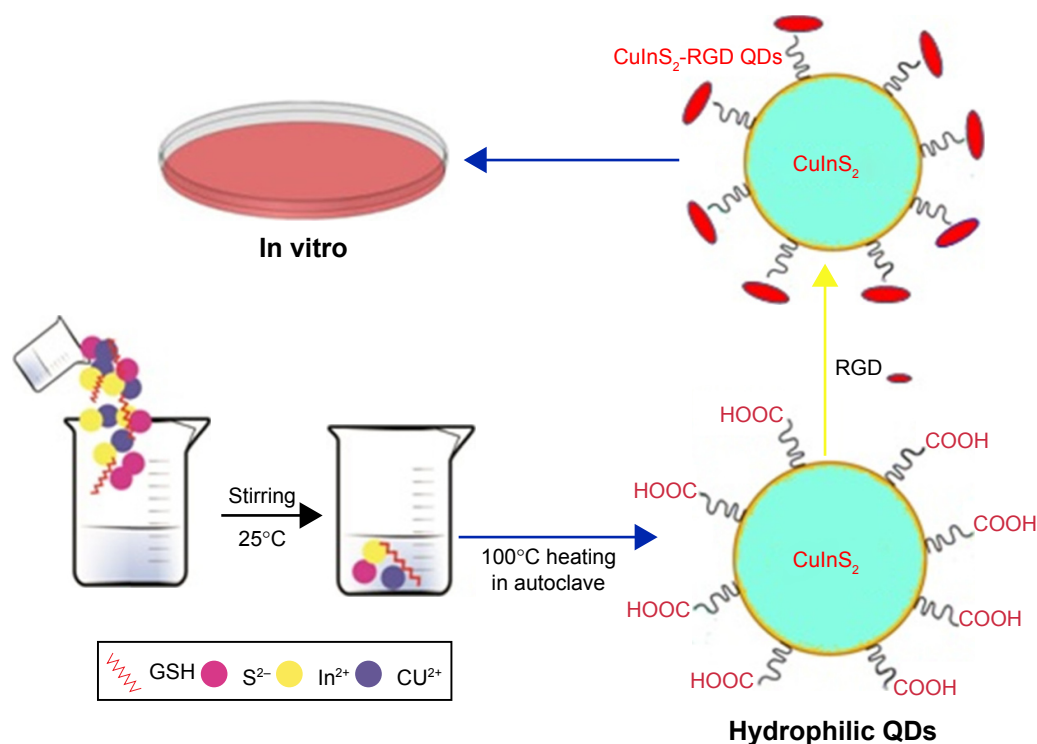 CuInS₂-RGD QDs
CuInS₂
In vitro
RGD
HOOC
COOH
HOOC
COOH
Stirring
25°C
100°C heating
in autoclave
CuInS₂
HOOC
COOH
HOOC
COOH
GSH
S²⁻
In²⁺
CU²⁺
Hydrophilic QDs